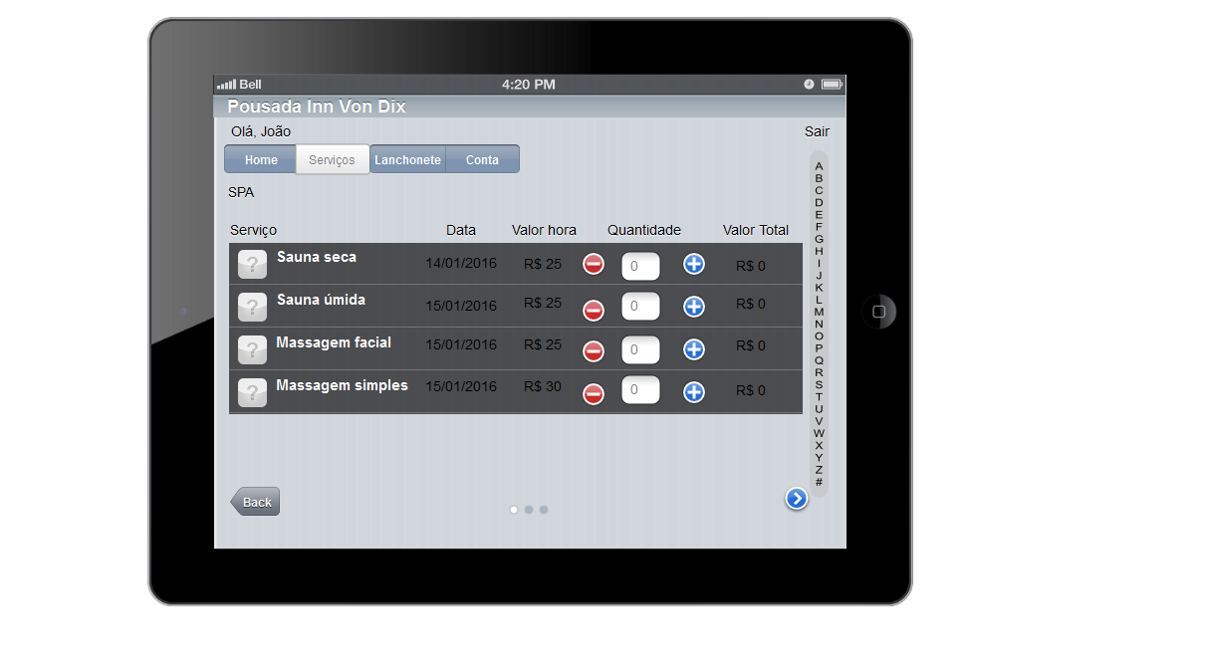 Bell 4:20 PM
Pousada Inn Von Dix
Olá, João Sair
Home Serviços Lanchonete Conta
SPA
Serviço Data Valor hora Quantidade Valor Total
? Sauna seca 14/01/2016 R$ 25 0 R$ 0
? Sauna úmida 15/01/2016 R$ 25 0 R$ 0
? Massagem facial 15/01/2016 R$ 25 0 R$ 0
? Massagem simples 15/01/2016 R$ 30 0 R$ 0
Back
A
B
C
D
E
F
G
H
I
J
K
L
M
N
O
P
Q
R
S
T
U
V
W
X
Y
Z
#